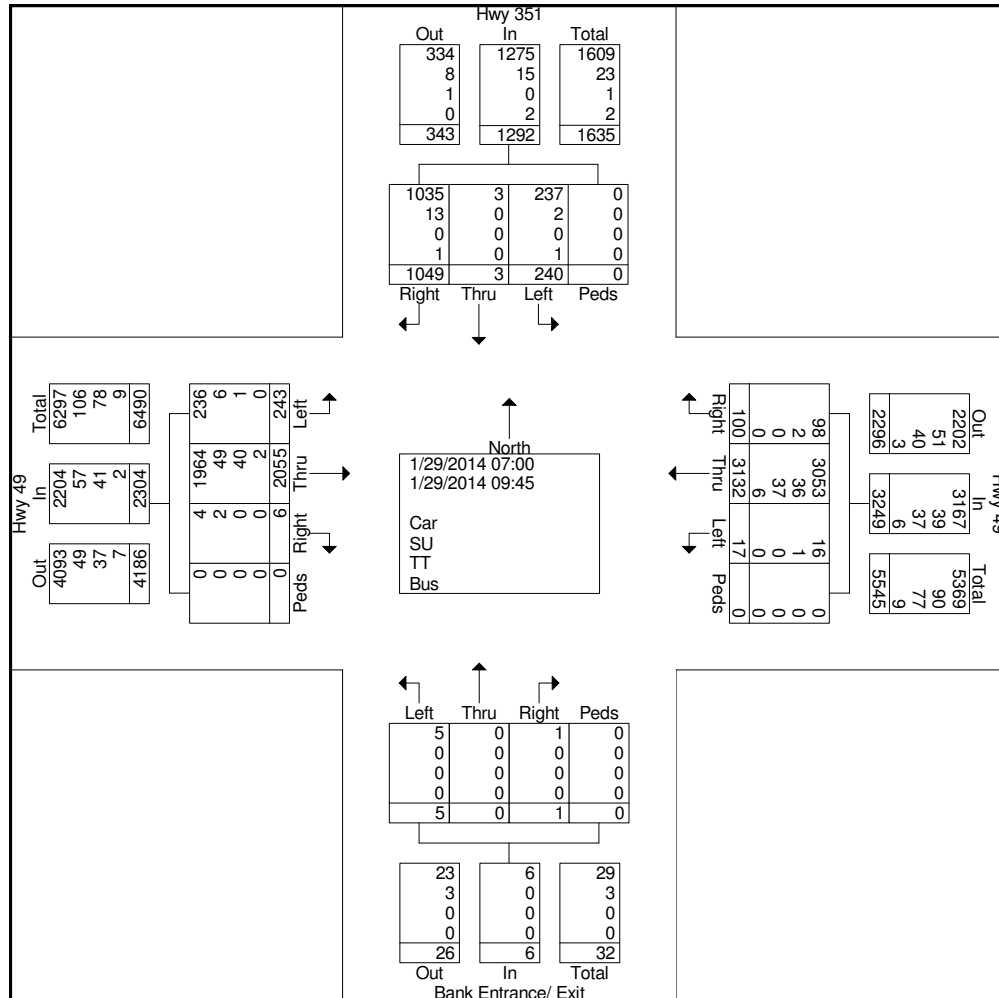 Hwy 351
Out In Total
334 1275 1609
8 15 23
1 0 1
0 2 2
343 1292 1635
1035 3 237 0
13 0 2 0
0 0 0 0
1 0 1 0
1049 3 240 0
Right Thru Left Peds
Hwy 49
Total In Out
6297 2204 4093
106 57 49
78 41 37
9 2 7
6490 2304 4186
Left Thru Right Peds
236 1964 4 0
6 49 2 0
1 40 0 0
0 2 0 0
243 2055 6 0
North
1/29/2014 07:00
1/29/2014 09:45
Car
SU
TT
Bus
Right Thru Left Peds
98 3053 16 0
2 36 1 0
0 37 0 0
0 6 0 0
100 3132 17 0
Hwy 49
Out In Total
2202 3167 5369
51 39 90
40 37 77
3 6 9
2296 3249 5545
Left Thru Right Peds
5 0 1 0
0 0 0 0
0 0 0 0
0 0 0 0
5 0 1 0
23 6 29
3 0 3
0 0 0
0 0 0
26 6 32
Out In Total
Bank Entrance/ Exit